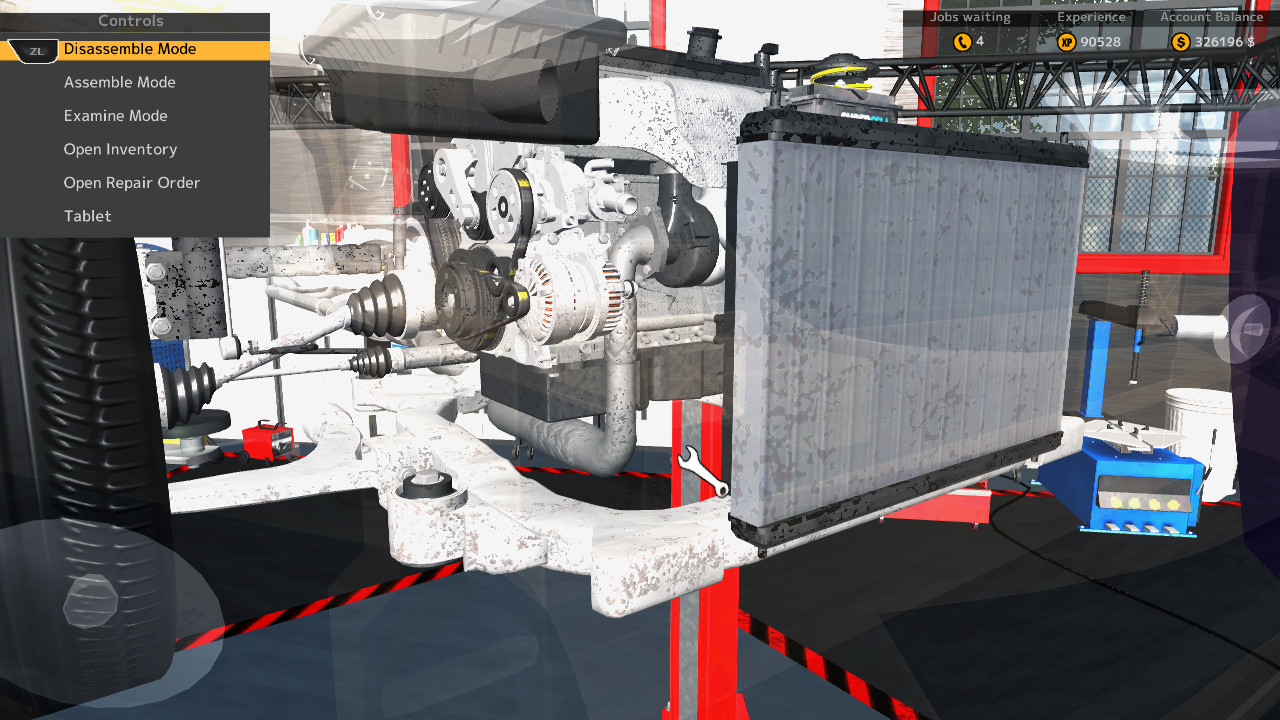 Controls
ZL Disassemble Mode
Assemble Mode
Examine Mode
Open Inventory
Open Repair Order
Tablet
Jobs waiting Experience Account Balance
4 XP 90528 $ 326196 $